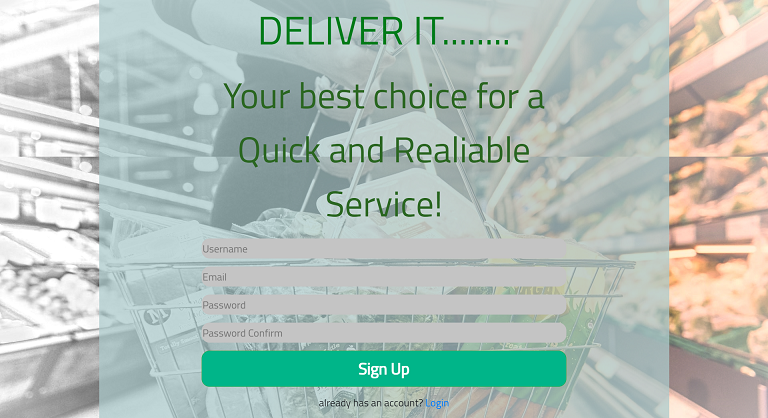 DELIVER IT........
Your best choice for a
Quick and Realiable
Service!
Username
Email
Password
Password Confirm
Sign Up
already has an account? Login